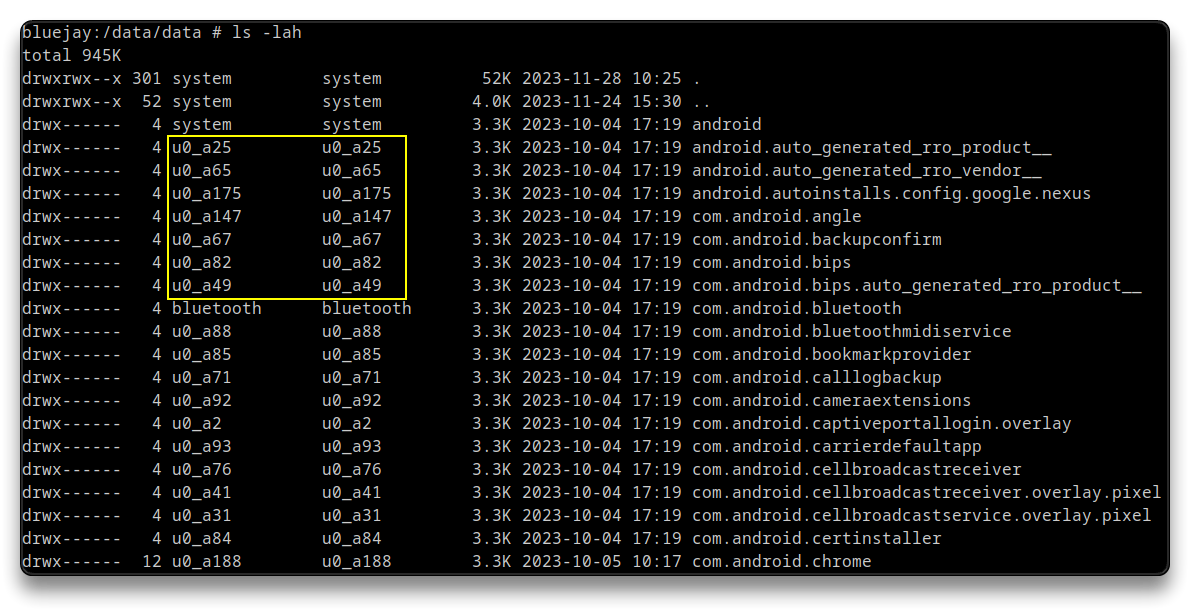 bluejay:/data/data # ls -lah
total 945K
drwxrwx--x 301 system         system          52K 2023-11-28 10:25 .
drwxrwx--x  52 system         system         4.0K 2023-11-24 15:30 ..
drwx------   4 system         system         3.3K 2023-10-04 17:19 android
drwx------   4 u0_a25         u0_a25         3.3K 2023-10-04 17:19 android.auto_generated_rro_product__
drwx------   4 u0_a65         u0_a65         3.3K 2023-10-04 17:19 android.auto_generated_rro_vendor__
drwx------   4 u0_a175        u0_a175        3.3K 2023-10-04 17:19 android.autoinstalls.config.google.nexus
drwx------   4 u0_a147        u0_a147        3.3K 2023-10-04 17:19 com.android.angle
drwx------   4 u0_a67         u0_a67         3.3K 2023-10-04 17:19 com.android.backupconfirm
drwx------   4 u0_a82         u0_a82         3.3K 2023-10-04 17:19 com.android.bips
drwx------   4 u0_a49         u0_a49         3.3K 2023-10-04 17:19 com.android.bips.auto_generated_rro_product__
drwx------   4 bluetooth      bluetooth      3.3K 2023-10-04 17:19 com.android.bluetooth
drwx------   4 u0_a88         u0_a88         3.3K 2023-10-04 17:19 com.android.bluetoothmidiservice
drwx------   4 u0_a85         u0_a85         3.3K 2023-10-04 17:19 com.android.bookmarkprovider
drwx------   4 u0_a71         u0_a71         3.3K 2023-10-04 17:19 com.android.calllogbackup
drwx------   4 u0_a92         u0_a92         3.3K 2023-10-04 17:19 com.android.cameraextensions
drwx------   4 u0_a2          u0_a2          3.3K 2023-10-04 17:19 com.android.captiveportallogin.overlay
drwx------   4 u0_a93         u0_a93         3.3K 2023-10-04 17:19 com.android.carrierdefaultapp
drwx------   4 u0_a76         u0_a76         3.3K 2023-10-04 17:19 com.android.cellbroadcastreceiver
drwx------   4 u0_a41         u0_a41         3.3K 2023-10-04 17:19 com.android.cellbroadcastreceiver.overlay.pixel
drwx------   4 u0_a31         u0_a31         3.3K 2023-10-04 17:19 com.android.cellbroadcastservice.overlay.pixel
drwx------   4 u0_a84         u0_a84         3.3K 2023-10-04 17:19 com.android.certinstaller
drwx------  12 u0_a188        u0_a188        3.3K 2023-10-05 10:17 com.android.chrome